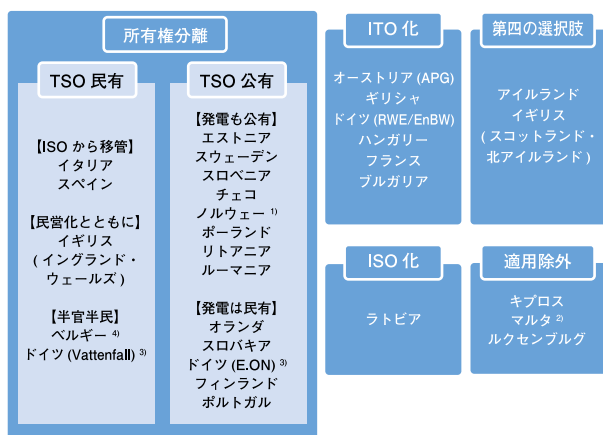 所有権分離
TSO 民有
【ISO から移管】
イタリア
スペイン
【民営化とともに】
イギリス
( イングランド・
ウェールズ )
【半官半民】
ベルギー 4)
ドイツ (Vattenfall) 3)
TSO 公有
【発電も公有】
エストニア
スウェーデン
スロベニア
チェコ
ノルウェー 1)
ポーランド
リトアニア
ルーマニア
【発電は民有】
オランダ
スロバキア
ドイツ (E.ON) 3)
フィンランド
ポルトガル
ITO 化
オーストリア (APG)
ギリシャ
ドイツ (RWE/EnBW)
ハンガリー
フランス
ブルガリア
第四の選択肢
アイルランド
イギリス
( スコットランド・
北アイルランド )
ISO 化
ラトビア
適用除外
キプロス
マルタ 2)
ルクセンブルグ